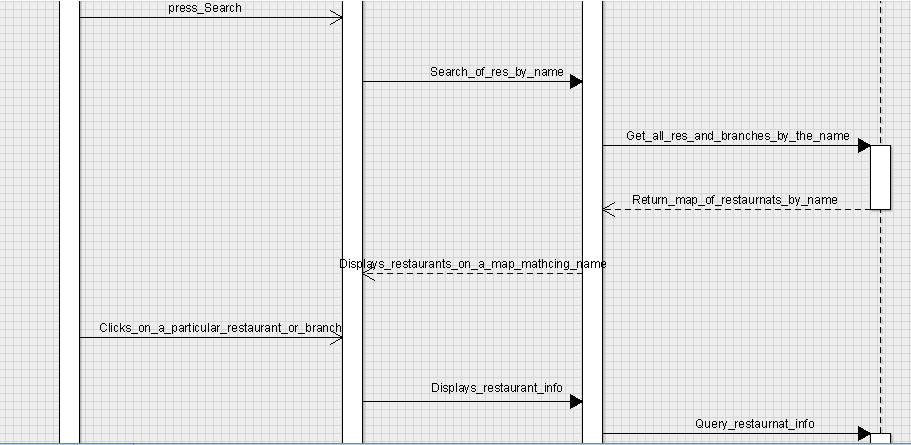 press_Search
Search_of_res_by_name
Get_all_res_and_branches_by_the_name
Return_map_of_restaurnats_by_name
Displays_restaurants_on_a_map_mathcing_name
Clicks_on_a_particular_restaurant_or_branch
Displays_restaurant_info
Query_restaurnat_info